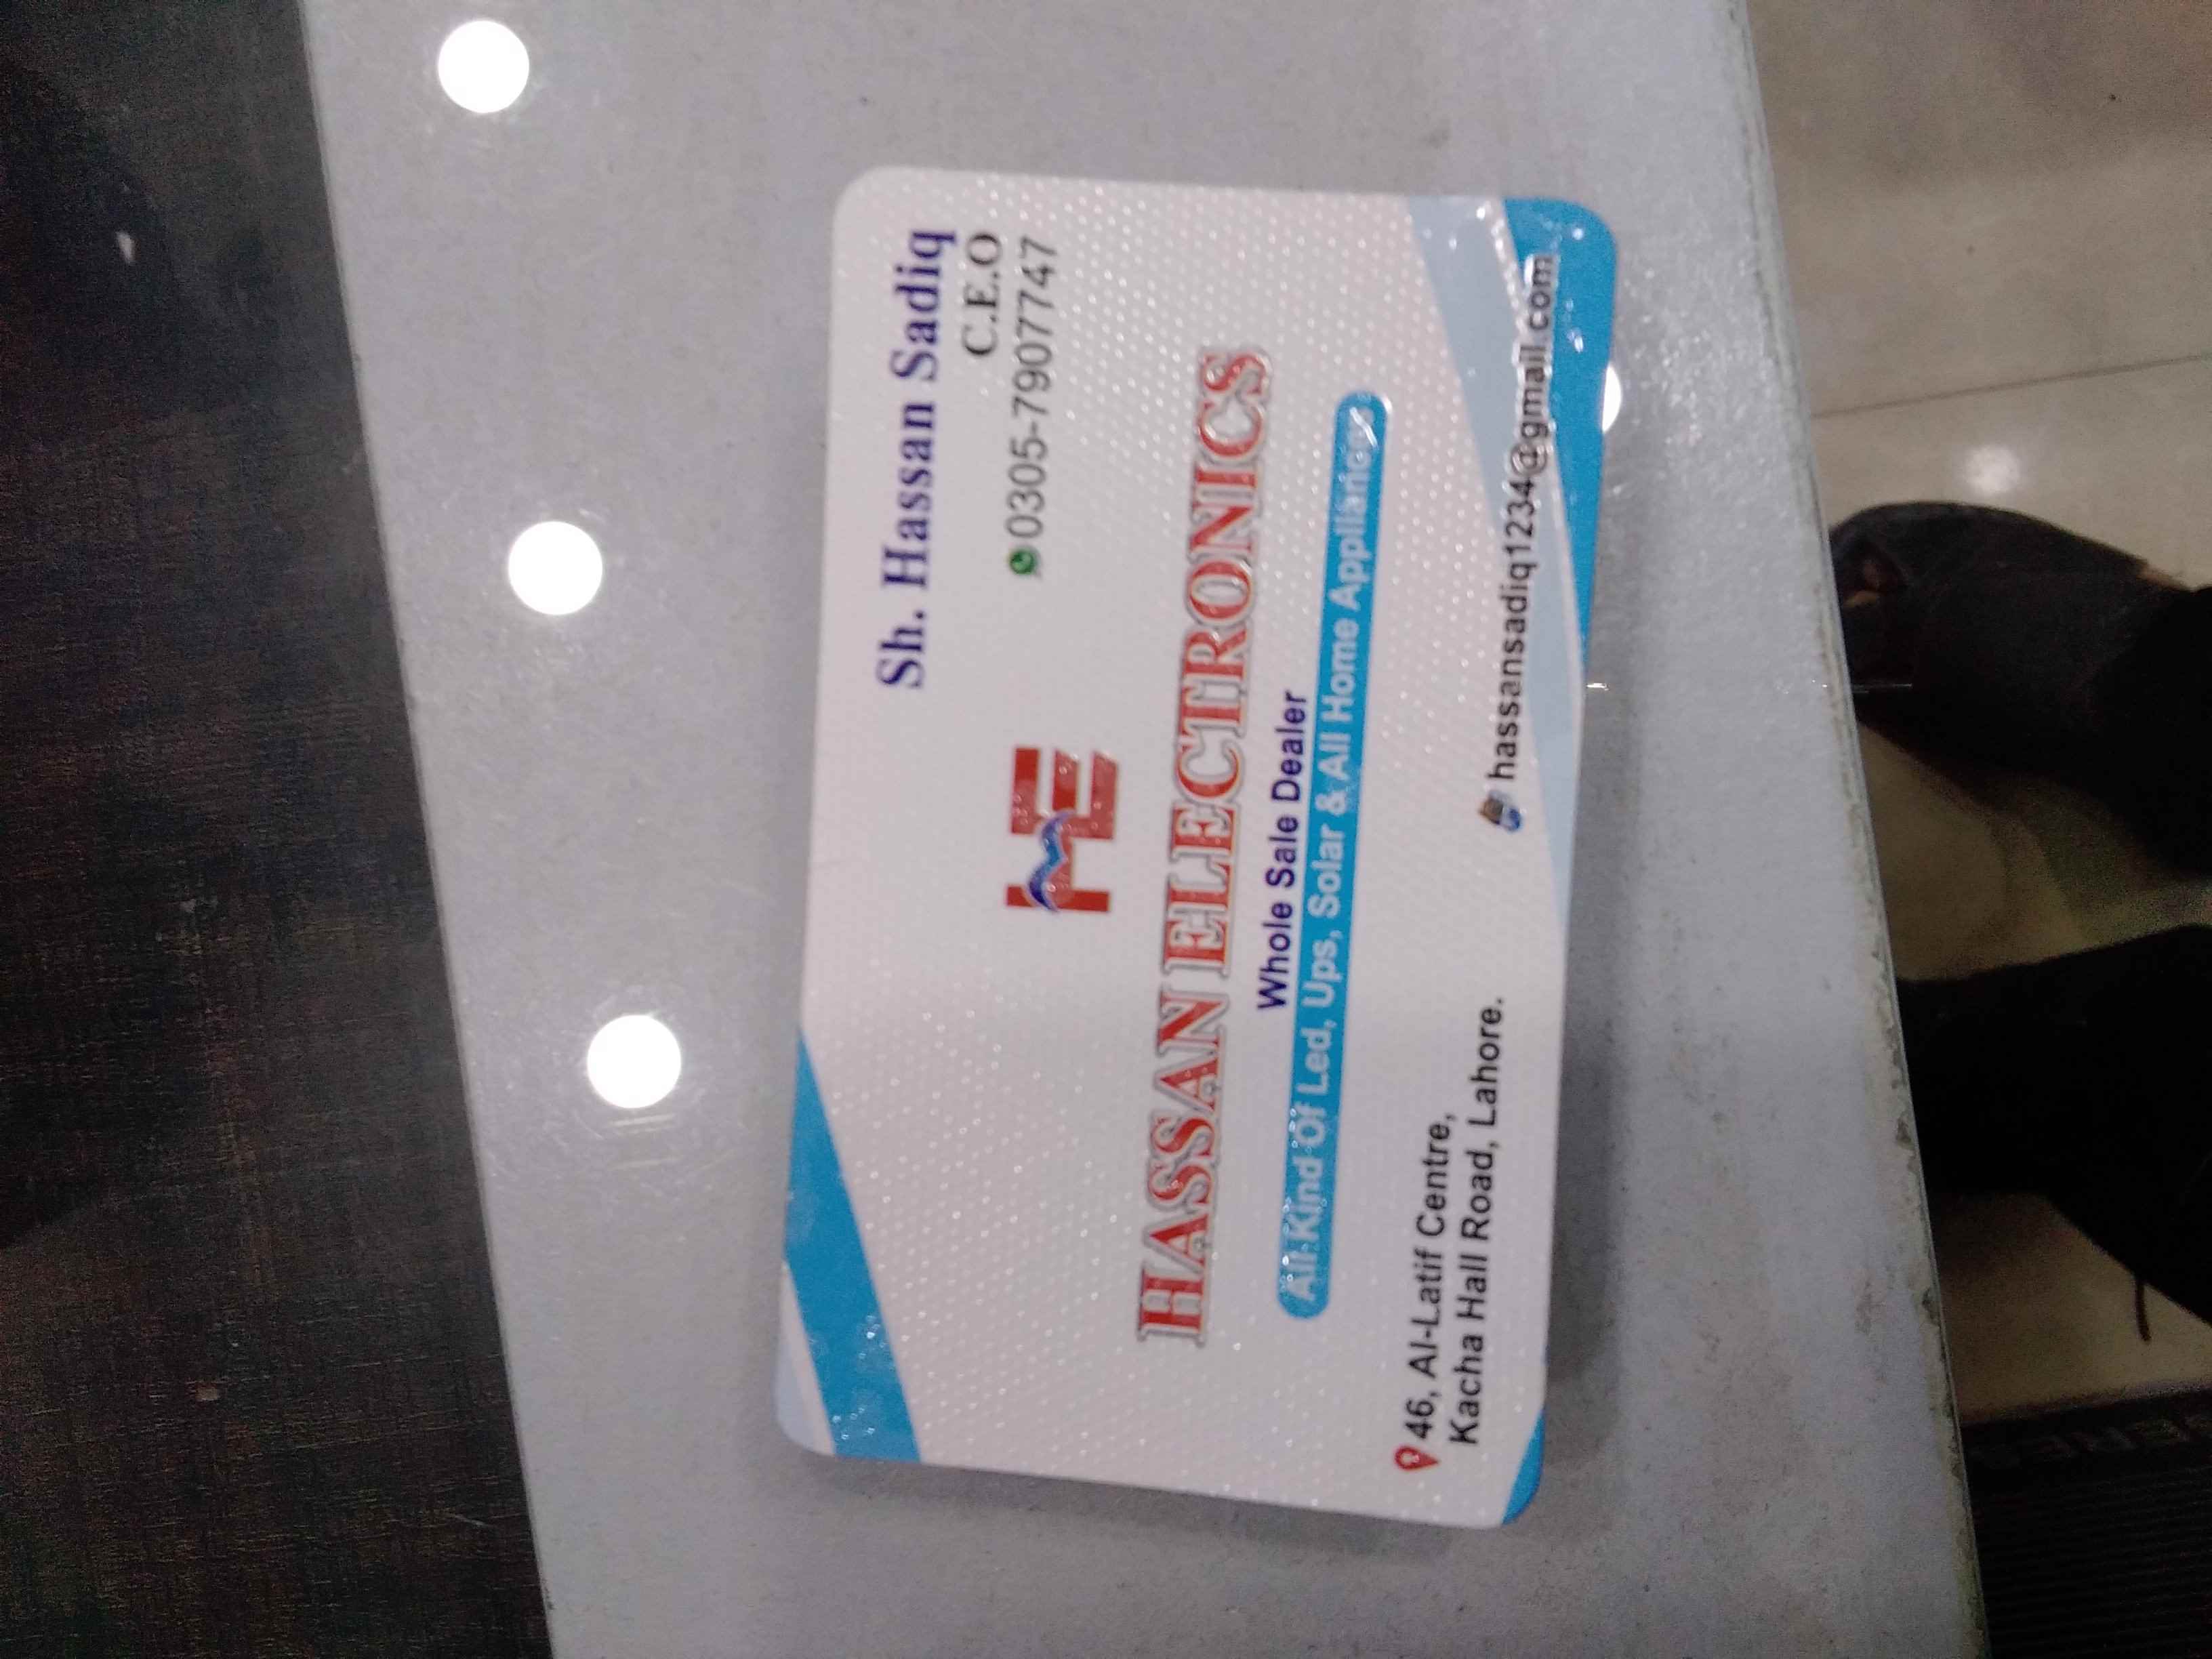 Sh. Hassan Sadiq
C.E.O
0305-7907747
HE
HASSAN ELECTRONICS
Whole Sale Dealer
All Kind Of Led, Ups, Solar & All Home Appliances
46, Al-Latif Centre,
Kacha Hall Road, Lahore.
hassansadiq1234@gmail.com